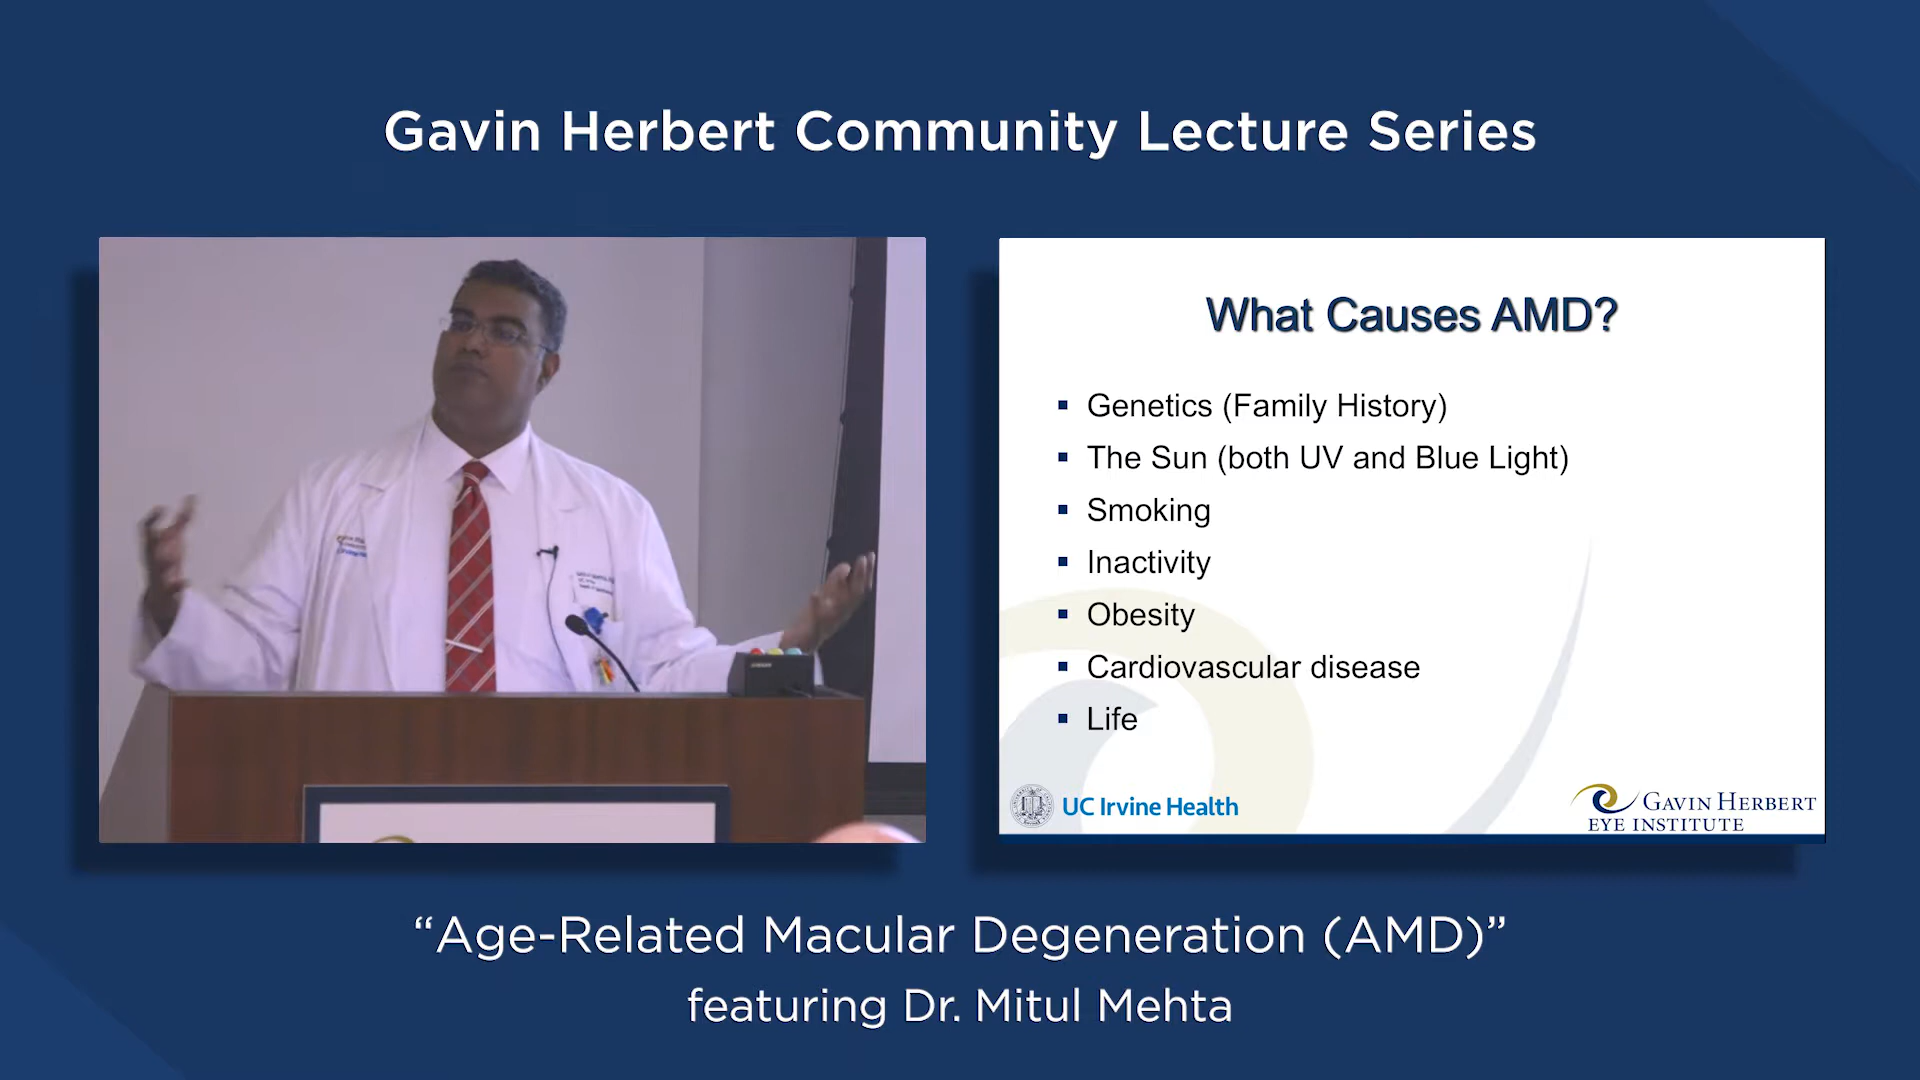 Gavin Herbert Community Lecture Series
What Causes AMD?
▪ Genetics (Family History)
▪ The Sun (both UV and Blue Light)
▪ Smoking
▪ Inactivity
▪ Obesity
▪ Cardiovascular disease
▪ Life
UC Irvine Health
GAVIN HERBERT
EYE INSTITUTE
“Age-Related Macular Degeneration (AMD)”
featuring Dr. Mitul Mehta